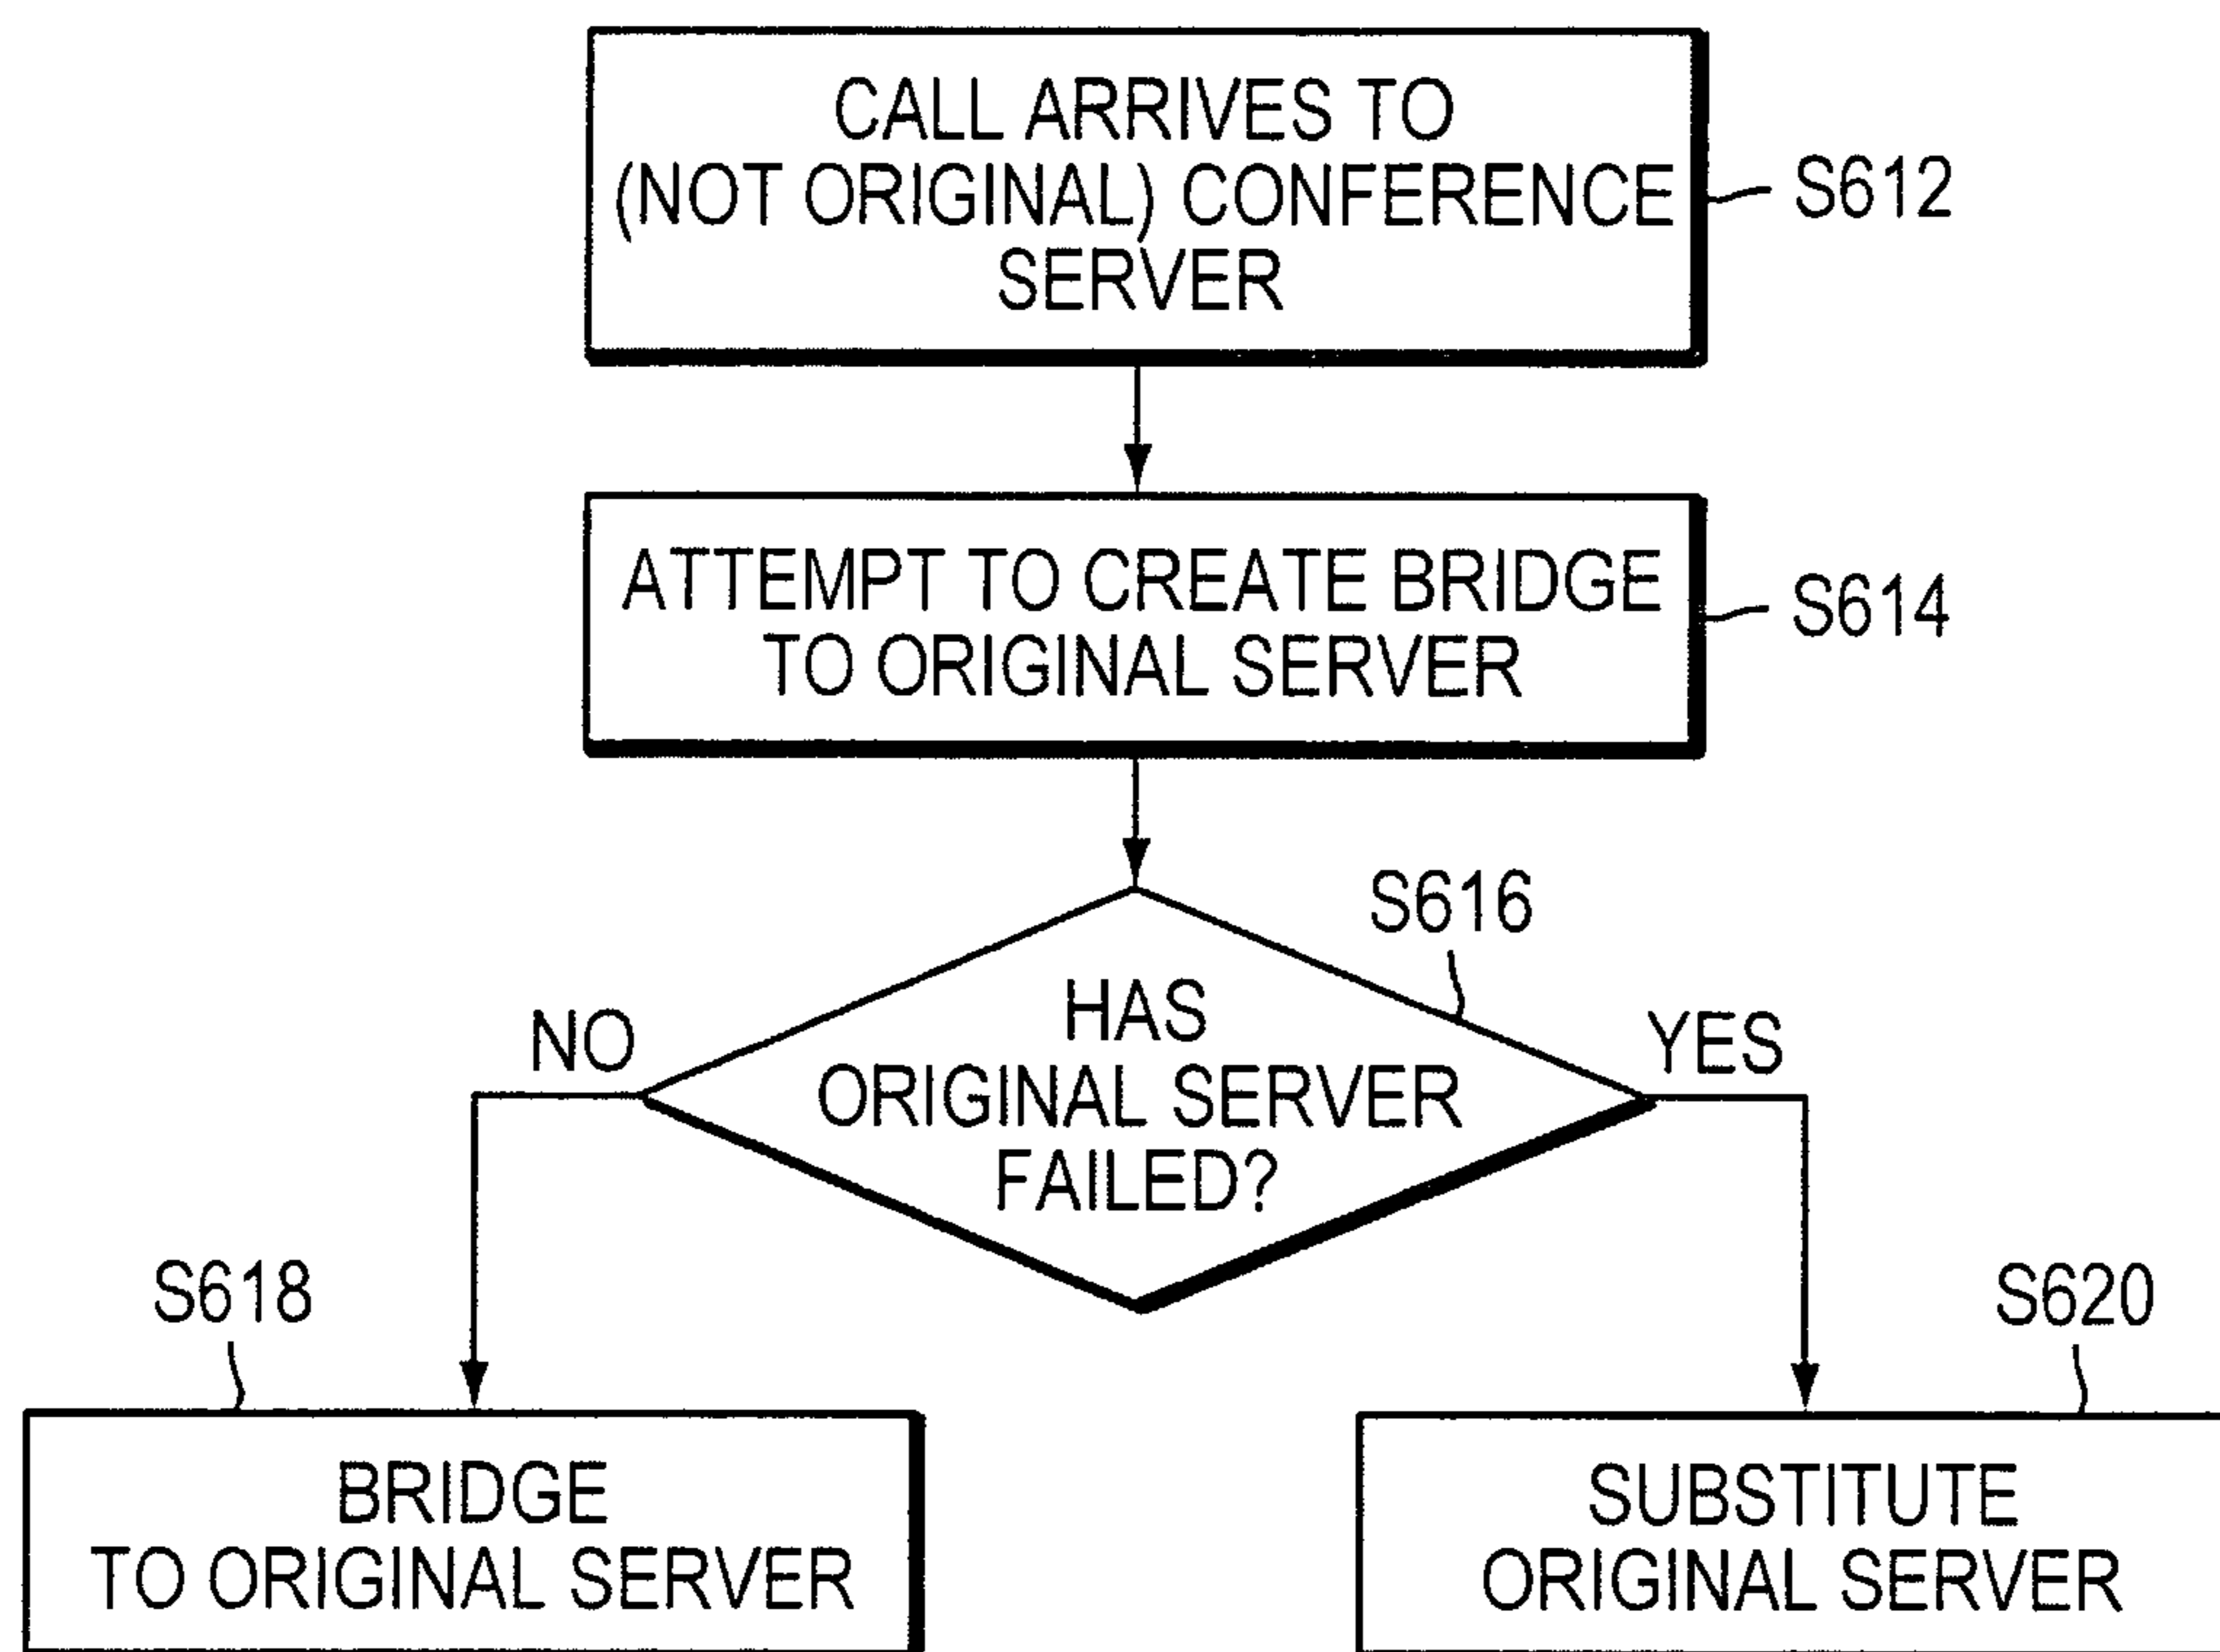 CALL ARRIVES TO
(NOT ORIGINAL) CONFERENCE
SERVER
S612
ATTEMPT TO CREATE BRIDGE
TO ORIGINAL SERVER
S614
S616
HAS
ORIGINAL SERVER
FAILED?
NO
YES
S618
S620
BRIDGE
TO ORIGINAL SERVER
SUBSTITUTE
ORIGINAL SERVER